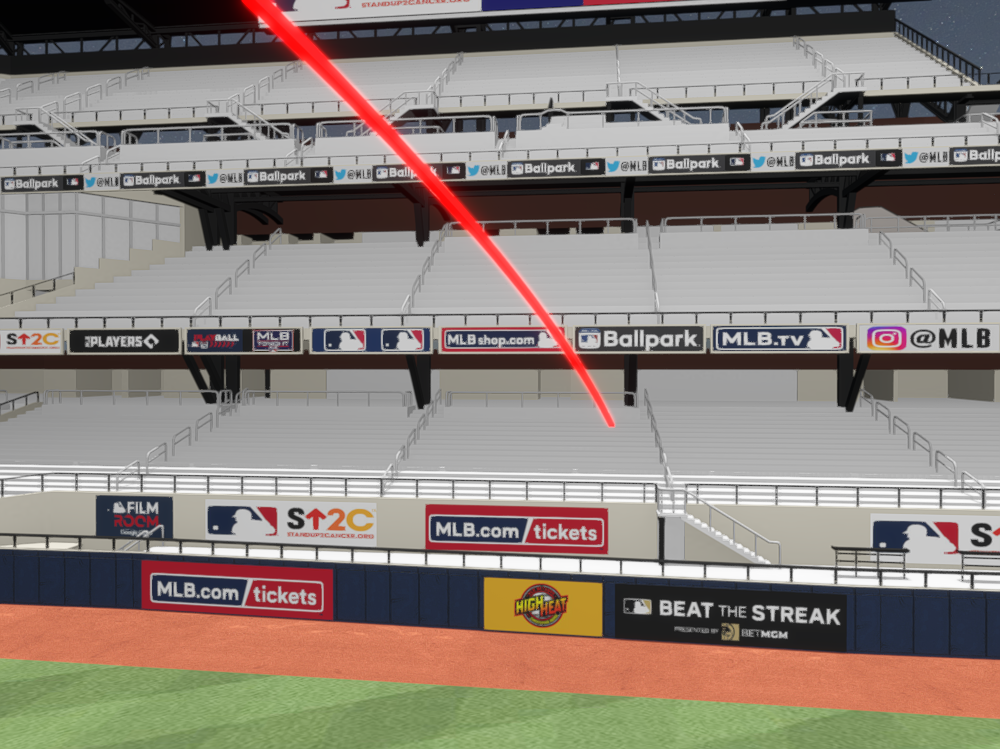 STANDUP2CANCER.ORG
Ballpark
@MLB
Ballpark
@MLB
Ballpark
@MLB
Ballpark
@MLB
Ballpark
@MLB
Ballpark
@MLB
Ballpark
@MLB
Ballpark
S↑2C
PLAYERS
MLB
MLBshop.com
Ballpark
MLB.TV
@MLB
FILM
ROOM
S↑2C
STANDUP2CANCER.ORG
MLB.com/tickets
S
MLB.com/tickets
HIGH HEAT
BEAT THE STREAK
PRESENTED BY BETMGM